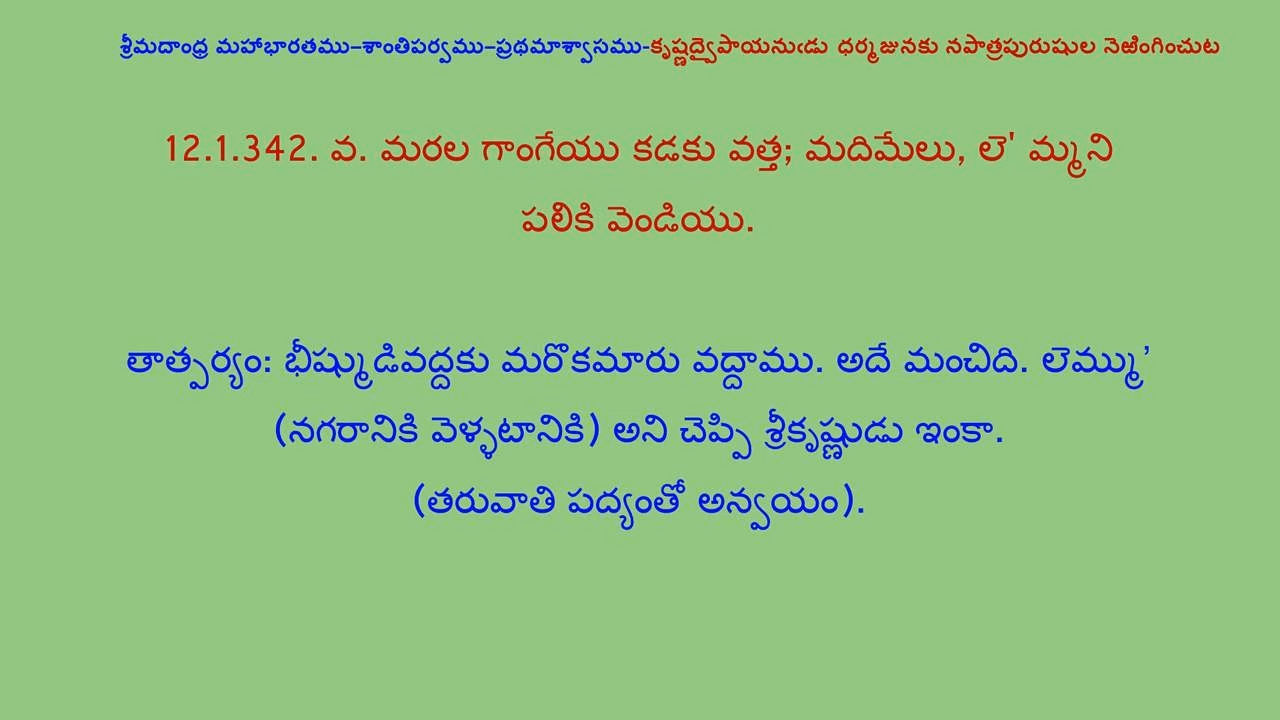 శ్రీమదాంధ్ర మహాభారతము–శాంతిపర్వము–ప్రథమాశ్వాసము-కృష్ణద్వైపాయనుఁడు ధర్మజునకు నపాత్రపురుషుల నెఱింగించుట
12.1.342. వ. మరల గాంగేయు కడకు వత్త; మదిమేలు, లె' మ్మని
పలికి వెండియు.
తాత్పర్యం: భీష్ముడివద్దకు మరొకమారు వద్దాము. అదే మంచిది. లెమ్ము’
(నగరానికి వెళ్ళటానికి) అని చెప్పి శ్రీకృష్ణుడు ఇంకా.
(తరువాతి పద్యంతో అన్వయం).